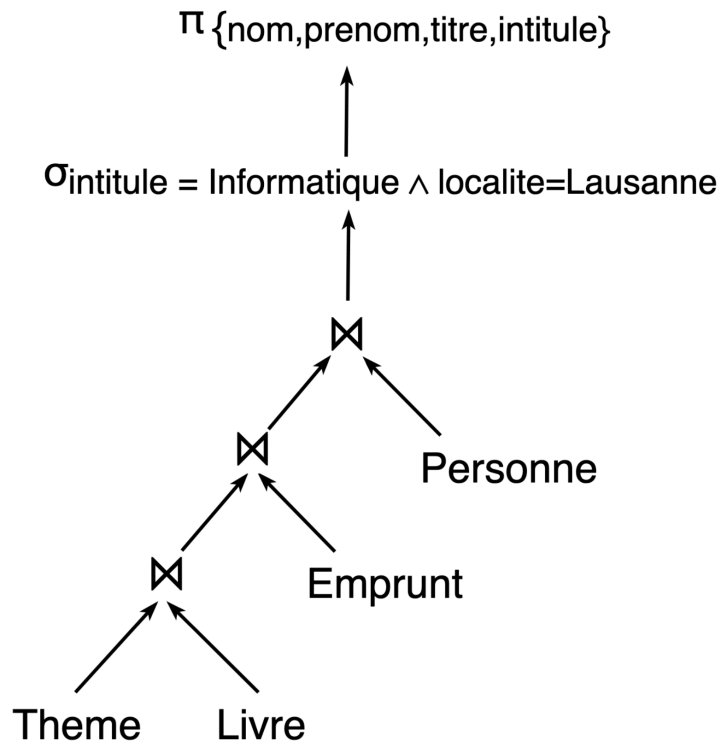 π {nom,prenom,titre,intitule}
σintitule = Informatique ∧ localite=Lausanne
⋈
⋈
Personne
⋈
Emprunt
Theme Livre